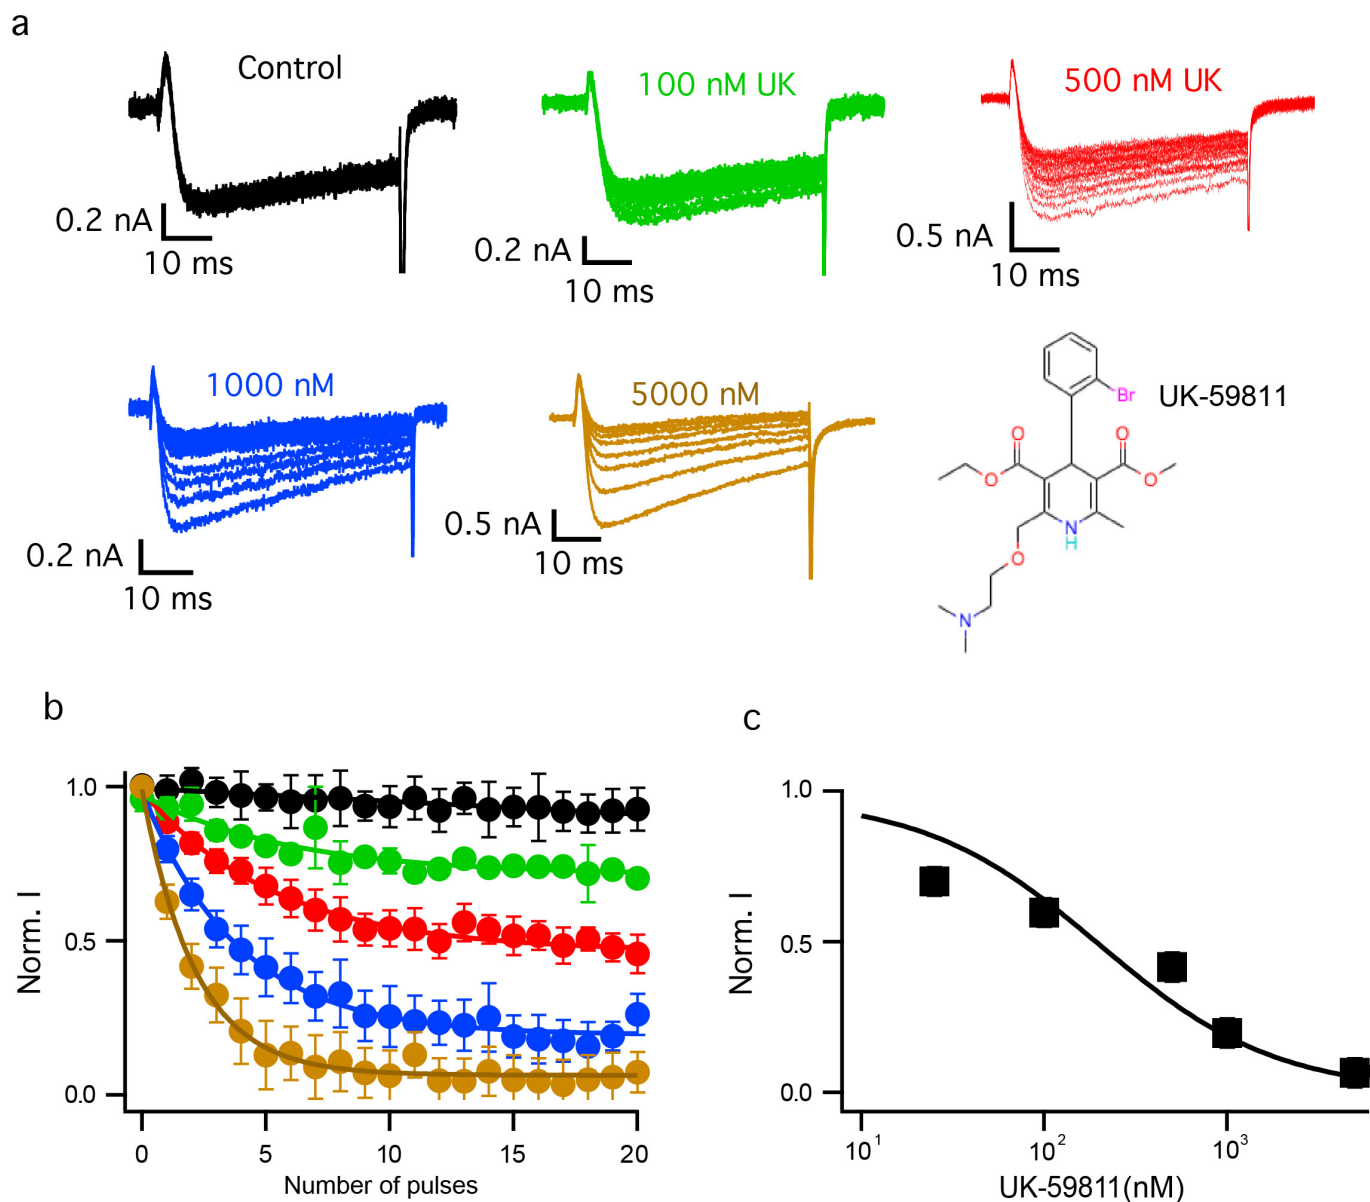 a
Control
100 nM UK
500 nM UK
0.2 nA
10 ms
0.2 nA
10 ms
0.5 nA
10 ms
1000 nM
5000 nM
UK-59811
Br
O
O
O
O
N
H
O
N
0.2 nA
10 ms
0.5 nA
10 ms
b
c
Norm. I
1.0
0.5
0.0
0
5
10
15
20
Number of pulses
Norm. I
1.0
0.5
0.0
10¹
10²
10³
UK-59811(nM)